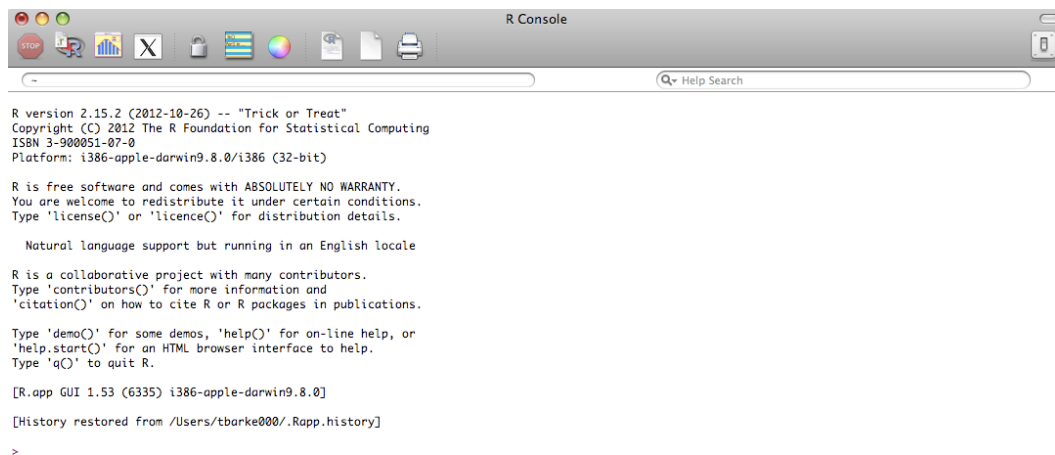 R Console
STOP
X
~
Help Search
R version 2.15.2 (2012-10-26) -- "Trick or Treat"
Copyright (C) 2012 The R Foundation for Statistical Computing
ISBN 3-900051-07-0
Platform: i386-apple-darwin9.8.0/i386 (32-bit)
R is free software and comes with ABSOLUTELY NO WARRANTY.
You are welcome to redistribute it under certain conditions.
Type 'license()' or 'licence()' for distribution details.
Natural language support but running in an English locale
R is a collaborative project with many contributors.
Type 'contributors()' for more information and
'citation()' on how to cite R or R packages in publications.
Type 'demo()' for some demos, 'help()' for on-line help, or
'help.start()' for an HTML browser interface to help.
Type 'q()' to quit R.
[R.app GUI 1.53 (6335) i386-apple-darwin9.8.0]
[History restored from /Users/tbarke000/.Rapp.history]
>